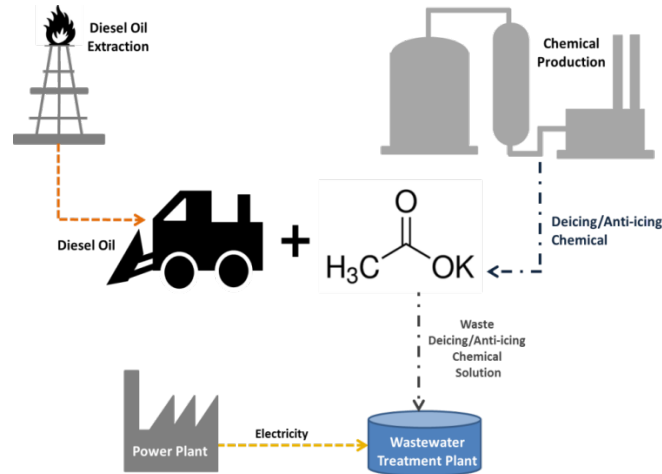 Diesel Oil
Extraction
Chemical
Production
Diesel Oil
Deicing/Anti-icing
Chemical
O
H₃C
OK
Waste
Deicing/Anti-icing
Chemical
Solution
Power Plant
Electricity
Wastewater
Treatment Plant